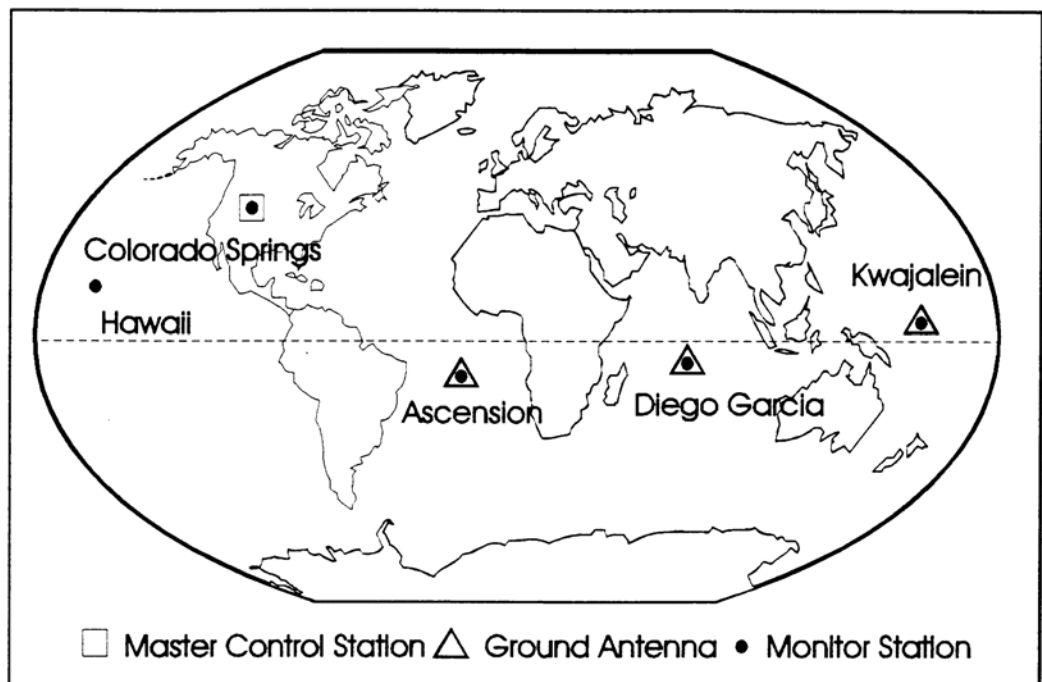 Colorado Springs
Hawaii
Kwajalein
Ascension
Diego Garcia
Master Control Station
Ground Antenna
Monitor Station